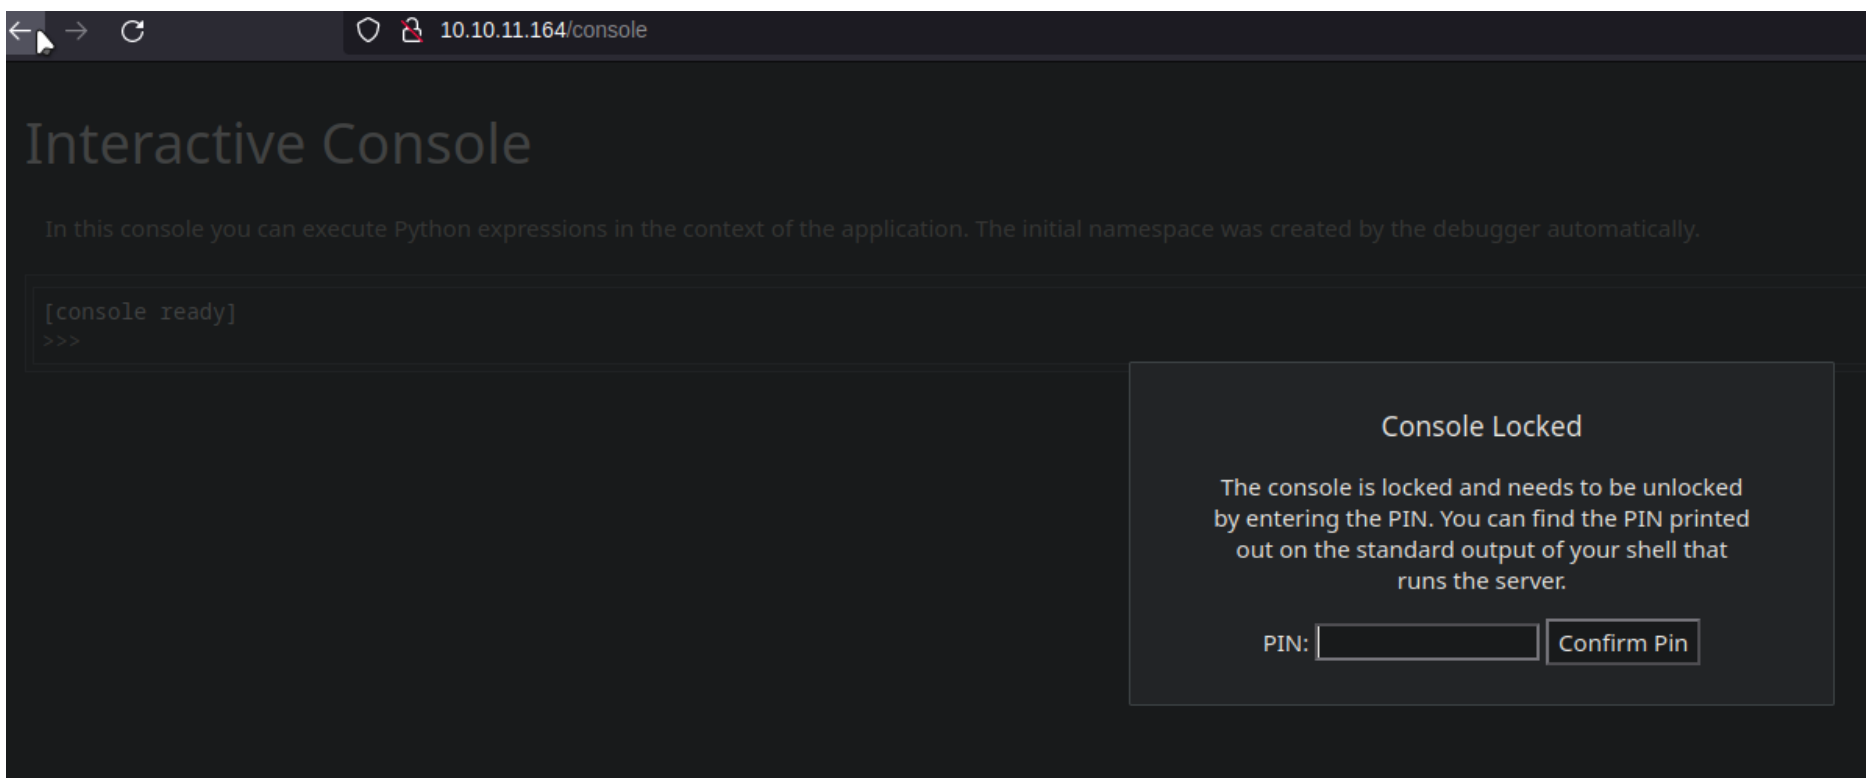 10.10.11.164/console
Interactive Console
In this console you can execute Python expressions in the context of the application. The initial namespace was created by the debugger automatically.
[console ready]
>>>
Console Locked
The console is locked and needs to be unlocked
by entering the PIN. You can find the PIN printed
out on the standard output of your shell that
runs the server.
PIN: Confirm Pin